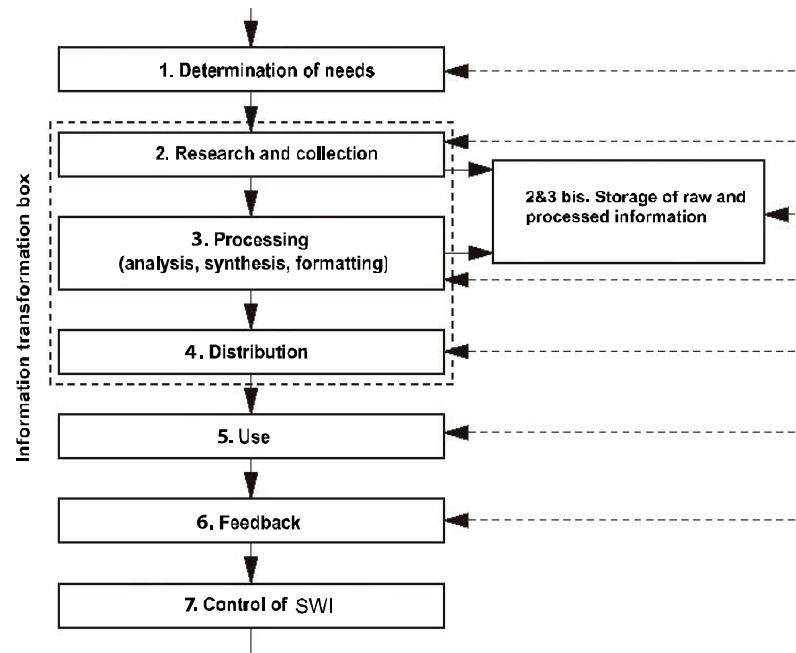 1. Determination of needs
2. Research and collection
2&3 bis. Storage of raw and
processed information
3. Processing
(analysis, synthesis, formatting)
4. Distribution
Information transformation box
5. Use
6. Feedback
7. Control of SWI